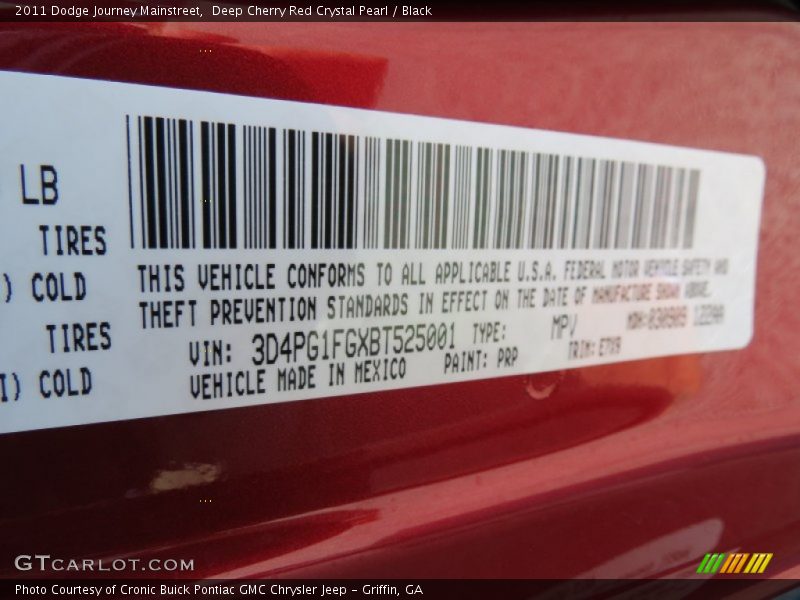 2011 Dodge Journey Mainstreet, Deep Cherry Red Crystal Pearl / Black
LB
TIRES
) COLD
TIRES
I) COLD
THIS VEHICLE CONFORMS TO ALL APPLICABLE U.S.A. FEDERAL MOTOR VEHICLE SAFETY AND
THEFT PREVENTION STANDARDS IN EFFECT ON THE DATE OF MANUFACTURE SHOWN ABOVE.
VIN: 3D4PG1FGXBT525001 TYPE: MPV
VEHICLE MADE IN MEXICO PAINT: PRP TRIM:
GTCARLOT.COM
Photo Courtesy of Cronic Buick Pontiac GMC Chrysler Jeep - Griffin, GA